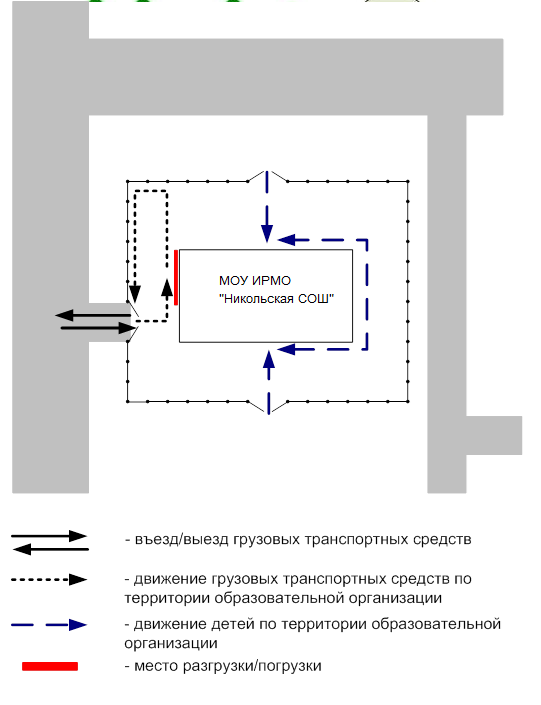 МОУ ИРМО
"Никольская СОШ"
- въезд/выезд грузовых транспортных средств
- движение грузовых транспортных средств по
территории образовательной организации
- движение детей по территории образовательной
организации
- место разгрузки/погрузки